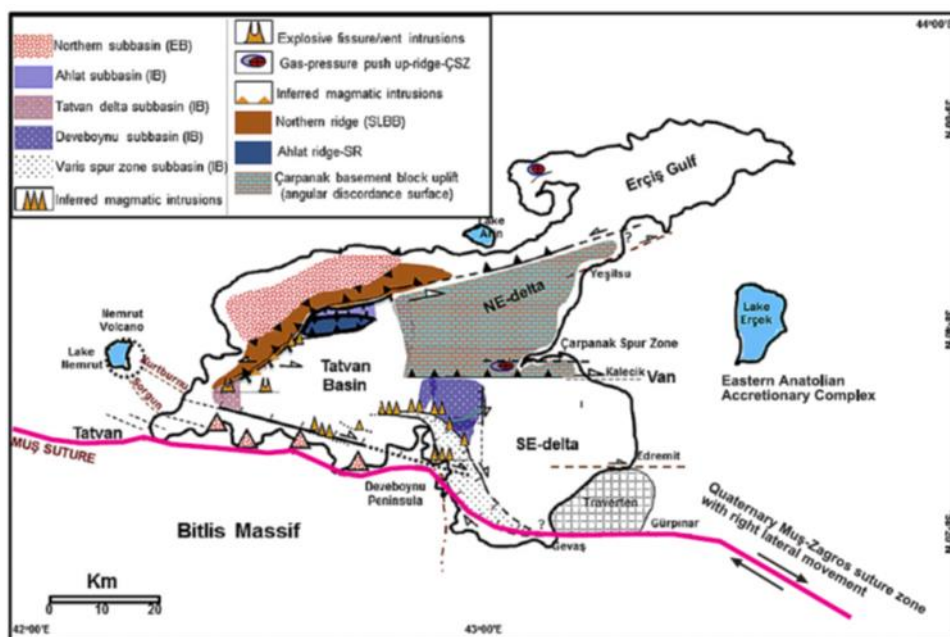 44°00'E
Northern subbasin (EB)
Ahlat subbasin (IB)
Tatvan delta subbasin (IB)
Deveboynu subbasin (IB)
Varis spur zone subbasin (IB)
Inferred magmatic intrusions
Explosive fissure/vent intrusions
Gas-pressure push up-ridge-ÇSZ
Inferred magmatic intrusions
Northern ridge (SLBB)
Ahlat ridge-SR
Çarpanak basement block uplift
(angular discordance surface)
Erçiş Gulf
Lake
?
Yeşilsu
NE-delta
Nemrut
Volcano
Lake
Nemrut
Lake
Erçek
Çarpanak Spur Zone
Kalecik
Van
Tatvan
Basin
Eastern Anatolian
Accretionary Complex
Sorgun
Tatvan
MUŞ SUTURE
SE-delta
Edremit
Deveboynu
Peninsula
Traverten
Bitlis Massif
?
Gürpınar
Gevaş
Quaternary Muş-Zagros suture zone
with right lateral movement
Km
0 10 20
42°00'E
43°00'E